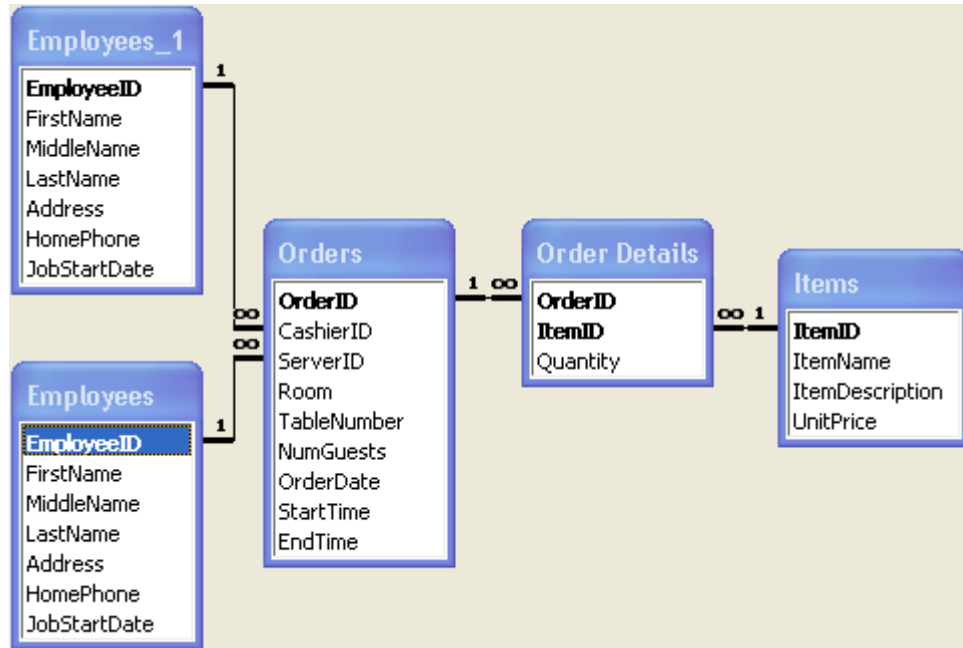 Employees_1
EmployeeID
FirstName
MiddleName
LastName
Address
HomePhone
JobStartDate
1
∞
Employees
EmployeeID
FirstName
MiddleName
LastName
Address
HomePhone
JobStartDate
1
∞
Orders
OrderID
CashierID
ServerID
Room
TableNumber
NumGuests
OrderDate
StartTime
EndTime
1 ∞
Order Details
OrderID
ItemID
Quantity
∞ 1
Items
ItemID
ItemName
ItemDescription
UnitPrice